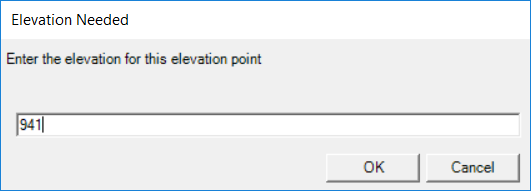 Elevation Needed
Enter the elevation for this elevation point
941
OK
Cancel